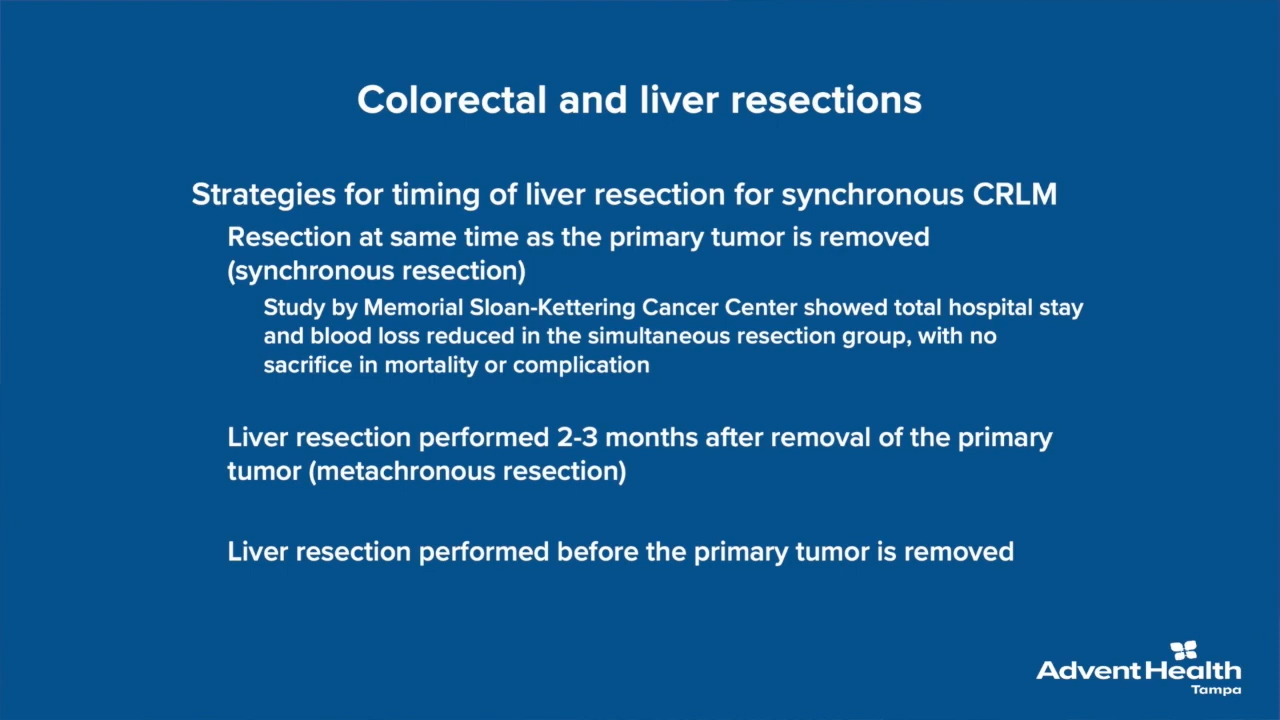 Colorectal and liver resections
Strategies for timing of liver resection for synchronous CRLM
Resection at same time as the primary tumor is removed
(synchronous resection)
Study by Memorial Sloan-Kettering Cancer Center showed total hospital stay
and blood loss reduced in the simultaneous resection group, with no
sacrifice in mortality or complication
Liver resection performed 2-3 months after removal of the primary
tumor (metachronous resection)
Liver resection performed before the primary tumor is removed
AdventHealth
Tampa